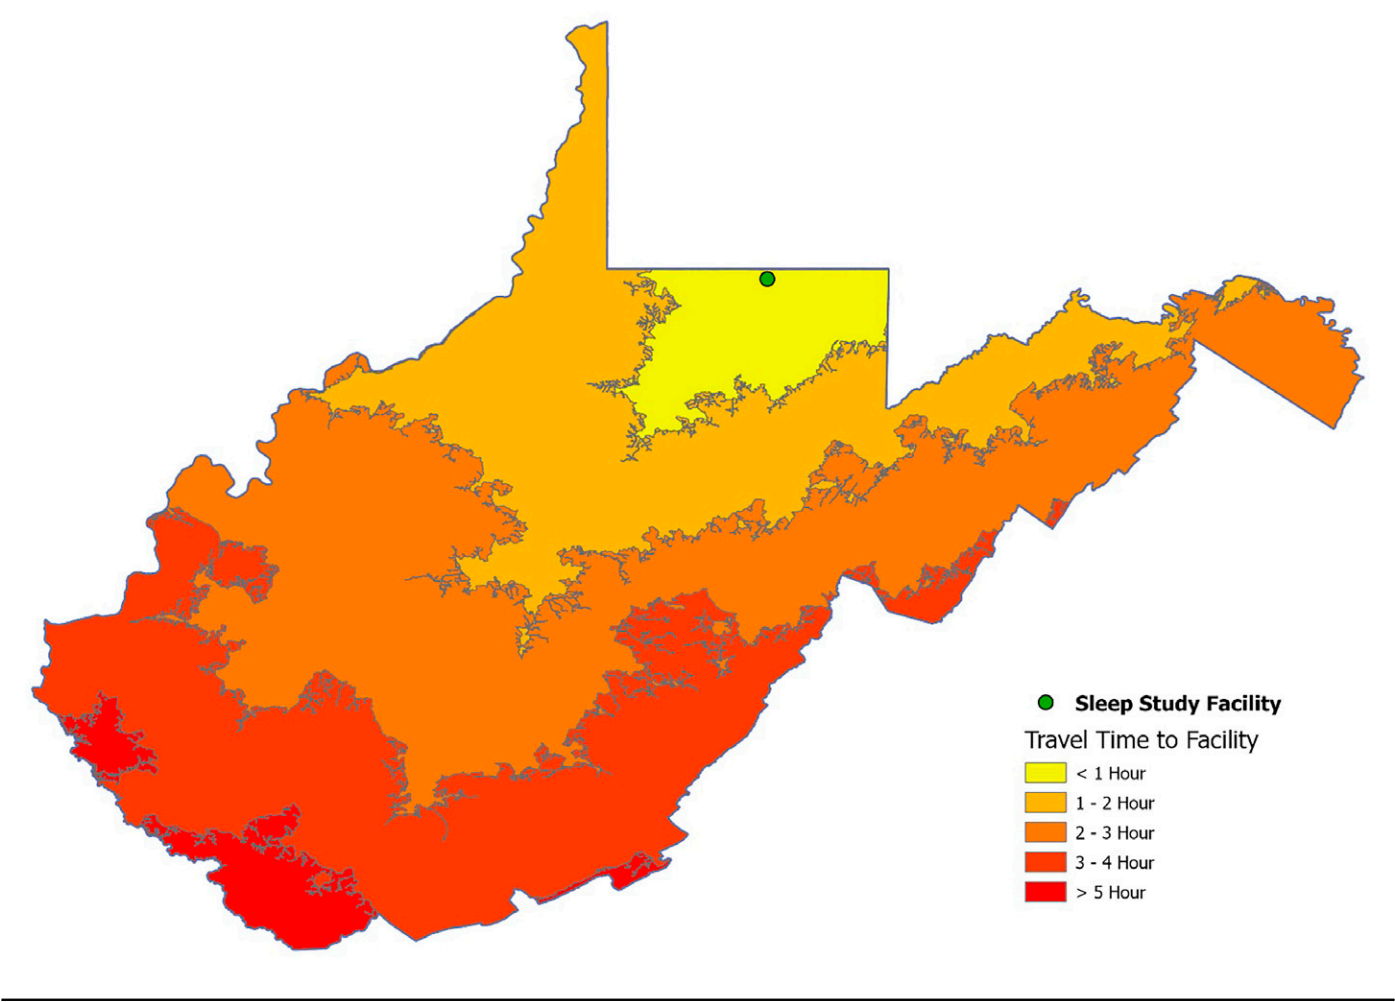 Sleep Study Facility
Travel Time to Facility
< 1 Hour
1 - 2 Hour
2 - 3 Hour
3 - 4 Hour
> 5 Hour